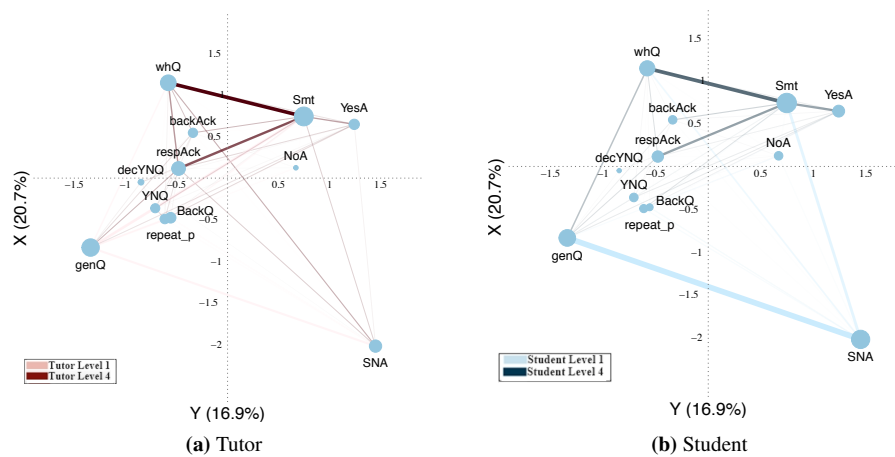 1.5
whQ
1
Smt
YesA
backAck
0.5
respAck
NoA
decYNQ
−1.5
−1
−0.5
0.5
1
1.5
YNQ
BackQ
−0.5
repeat_p
genQ
−1
−1.5
−2
SNA
X (20.7%)
Tutor Level 1
Tutor Level 4
Y (16.9%)
(a) Tutor
1.5
whQ
1
Smt
YesA
backAck
0.5
respAck
NoA
decYNQ
−1.5
−1
−0.5
0.5
1
1.5
YNQ
BackQ
−0.5
repeat_p
genQ
−1
−1.5
−2
SNA
X (20.7%)
Student Level 1
Student Level 4
Y (16.9%)
(b) Student